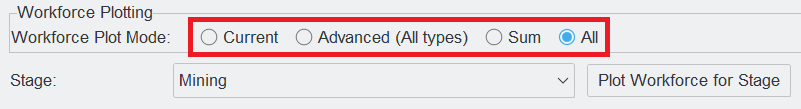 Workforce Plotting
Workforce Plot Mode: Current Advanced (All types) Sum All
Stage: Mining Plot Workforce for Stage